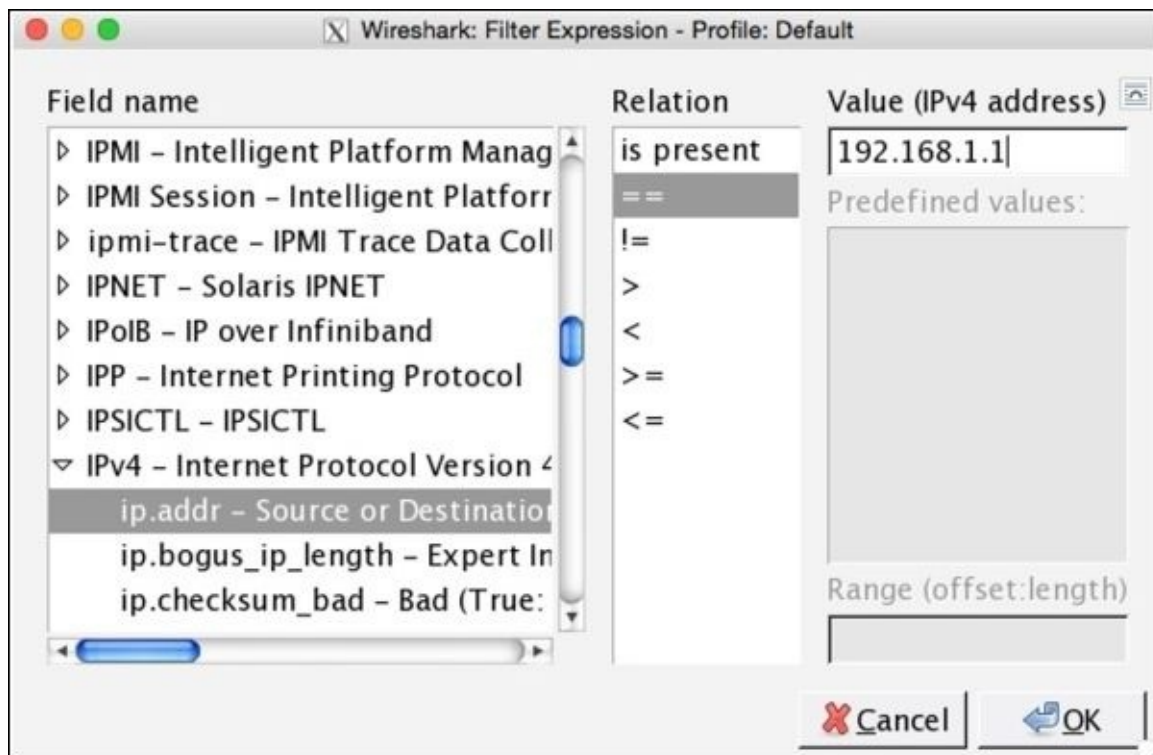 Wireshark: Filter Expression - Profile: Default
Field name
IPMI – Intelligent Platform Manag
IPMI Session – Intelligent Platforr
ipmi-trace – IPMI Trace Data Coll
IPNET – Solaris IPNET
IPoIB – IP over Infiniband
IPP – Internet Printing Protocol
IPSICTL – IPSICTL
IPv4 – Internet Protocol Version 4
ip.addr – Source or Destination
ip.bogus_ip_length – Expert In
ip.checksum_bad – Bad (True:
Relation
is present
==
!=
>
<
>=
<=
Value (IPv4 address)
192.168.1.1
Predefined values:
Range (offset:length)
Cancel
OK